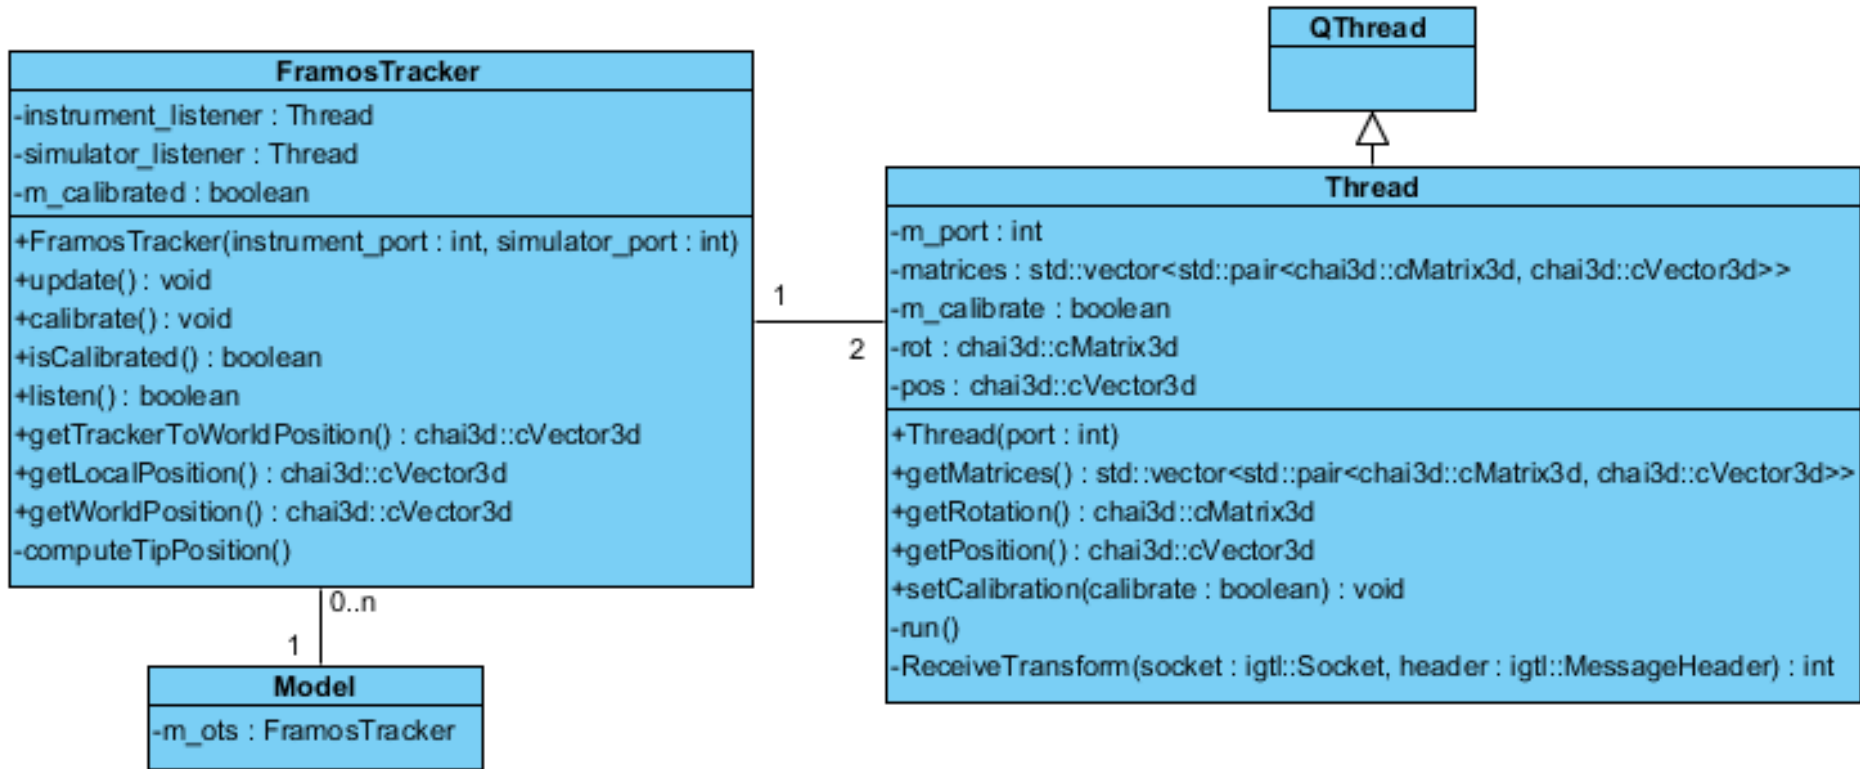 FramosTracker
-instrument_listener : Thread
-simulator_listener : Thread
-m_calibrated : boolean
+FramosTracker(instrument_port : int, simulator_port : int)
+update() : void
+calibrate() : void
+isCalibrated() : boolean
+listen() : boolean
+getTrackerToWorldPosition() : chai3d::cVector3d
+getLocalPosition() : chai3d::cVector3d
+getWorldPosition() : chai3d::cVector3d
-computeTipPosition()
0..n
1
Model
-m_ots : FramosTracker
1
2
QThread
Thread
-m_port : int
-matrices : std::vector<std::pair<chai3d::cMatrix3d, chai3d::cVector3d>>
-m_calibrate : boolean
-rot : chai3d::cMatrix3d
-pos : chai3d::cVector3d
+Thread(port : int)
+getMatrices() : std::vector<std::pair<chai3d::cMatrix3d, chai3d::cVector3d>>
+getRotation() : chai3d::cMatrix3d
+getPosition() : chai3d::cVector3d
+setCalibration(calibrate : boolean) : void
-run()
-ReceiveTransform(socket : igtl::Socket, header : igtl::MessageHeader) : int